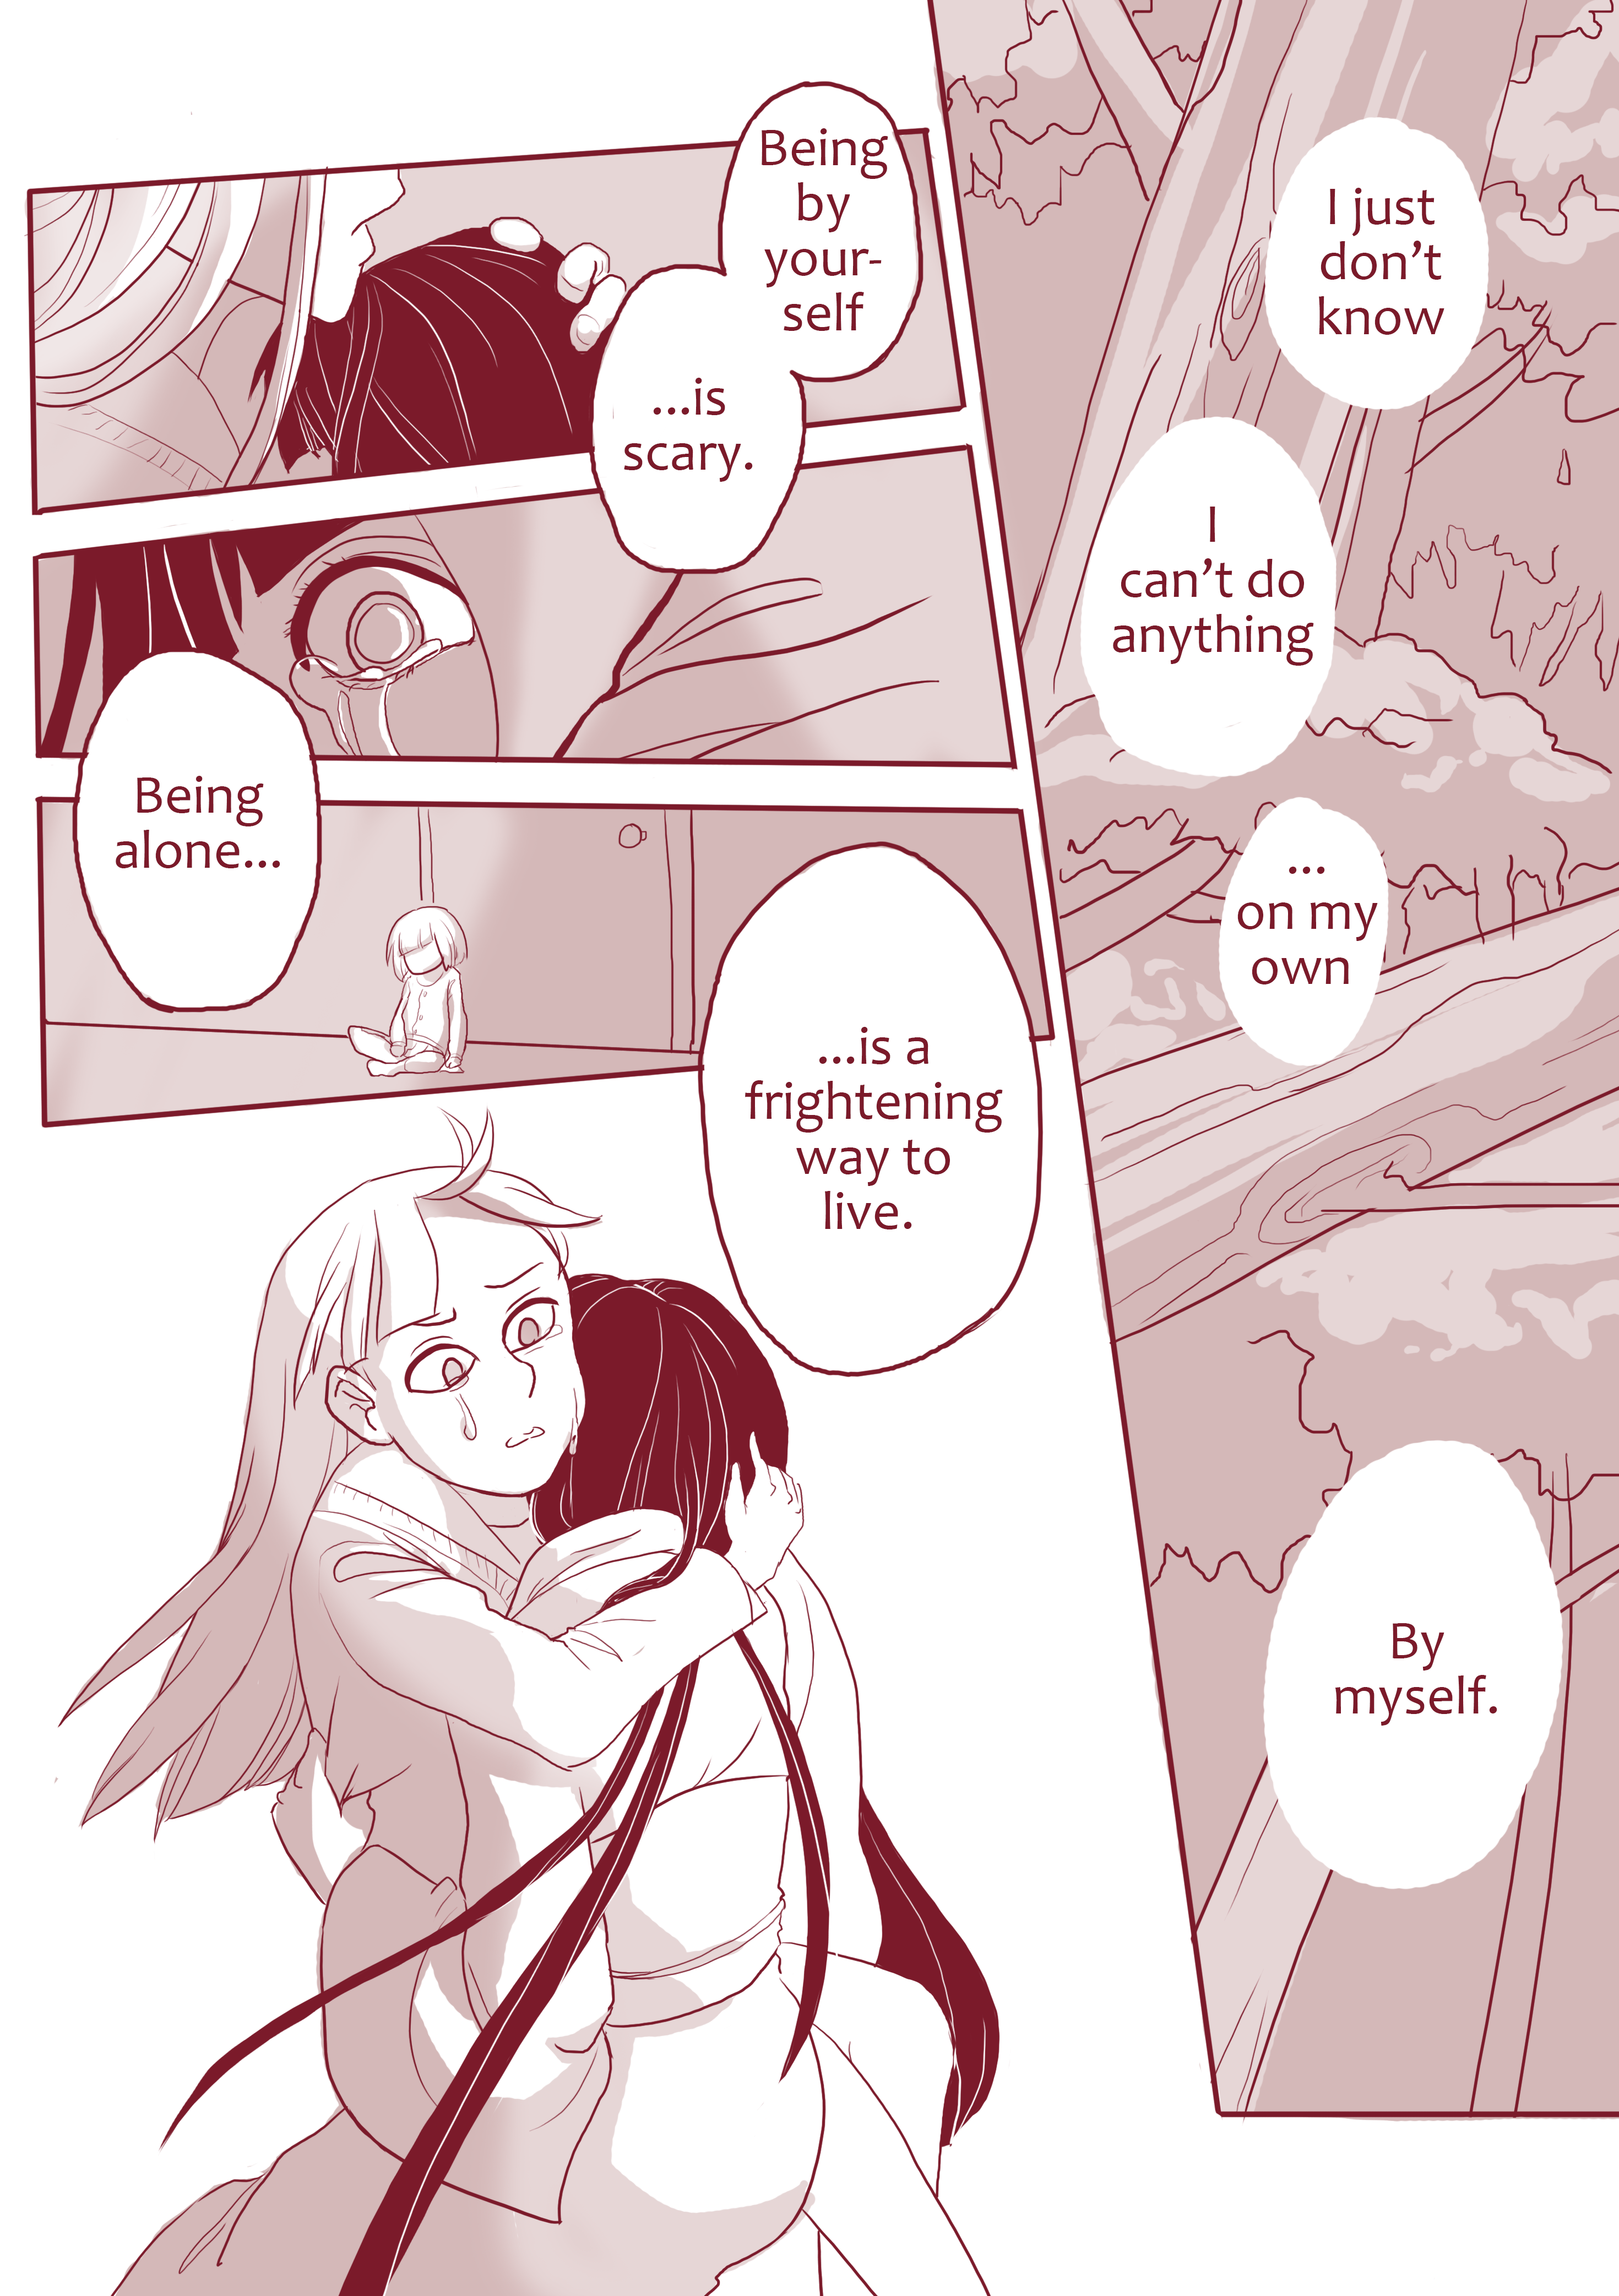 I just
don’t
know
I
can’t do
anything
...
on my
own
By
myself.
Being
by
your-
self
...is
scary.
Being
alone...
...is a
frightening
way to
live.